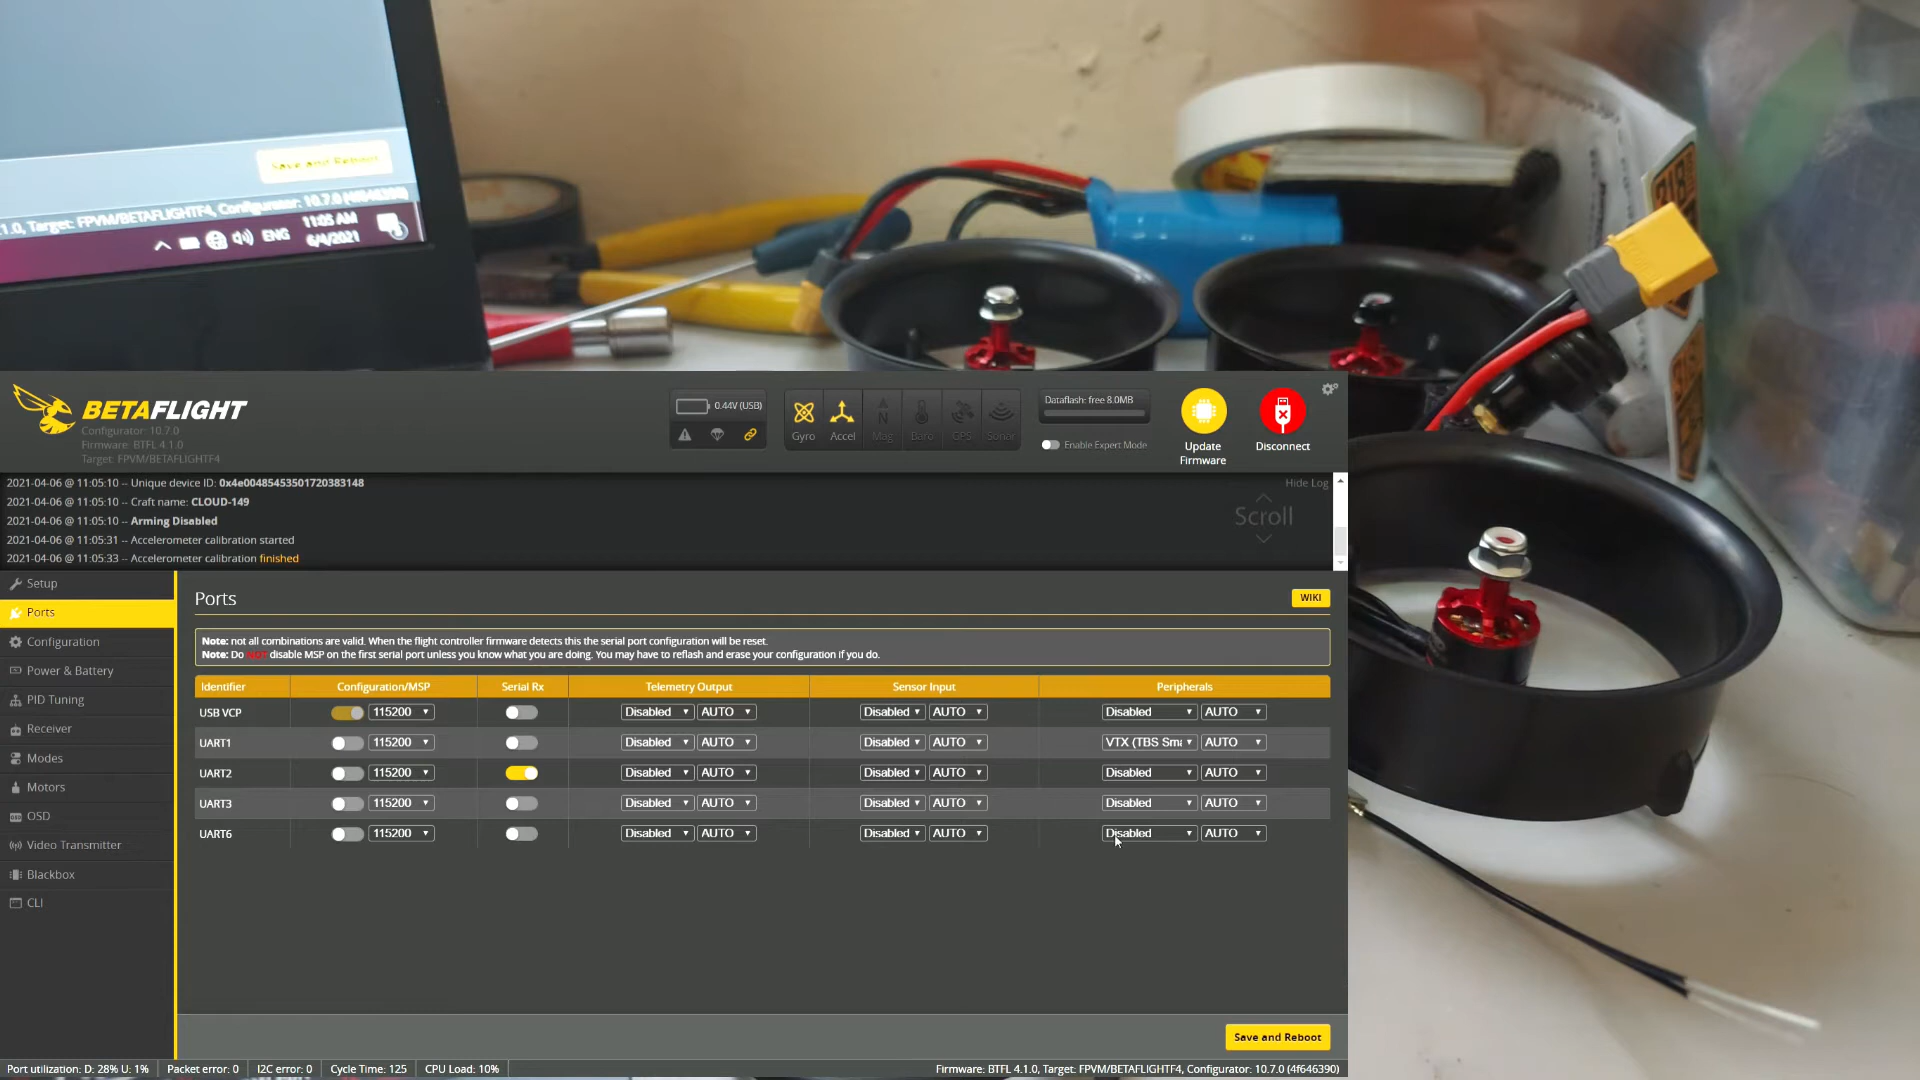 Save and Reboot
1.0, Target: FPVM/BETAFLIGHTF4, Configurator: 10.7.0 (4f646390)
ENG 11:05 AM
6/4/2021
BETAFLIGHT
Configurator: 10.7.0
Firmware: BTFL 4.1.0
Target: FPVM/BETAFLIGHTF4
0.44V (USB)
Gyro Accel Mag Baro GPS Sonar
Dataflash: free 8.0MB
Enable Expert Mode
Update
Firmware
Disconnect
2021-04-06 @ 11:05:10 -- Unique device ID: 0x4e00485453501720383148
2021-04-06 @ 11:05:10 -- Craft name: CLOUD-149
2021-04-06 @ 11:05:10 -- Arming Disabled
2021-04-06 @ 11:05:31 -- Accelerometer calibration started
2021-04-06 @ 11:05:33 -- Accelerometer calibration finished
Hide Log
Scroll
Setup
Ports
Configuration
Power & Battery
PID Tuning
Receiver
Modes
Motors
OSD
Video Transmitter
Blackbox
CLI
Ports
WIKI
Note: not all combinations are valid. When the flight controller firmware detects this the serial port configuration will be reset.
Note: Do disable MSP on the first serial port unless you know what you are doing. You may have to reflash and erase your configuration if you do.
Identifier Configuration/MSP Serial Rx Telemetry Output Sensor Input Peripherals
USB VCP 115200 Disabled AUTO Disabled AUTO Disabled AUTO
UART1 115200 Disabled AUTO Disabled AUTO VTX (TBS Sma AUTO
UART2 115200 Disabled AUTO Disabled AUTO Disabled AUTO
UART3 115200 Disabled AUTO Disabled AUTO Disabled AUTO
UART6 115200 Disabled AUTO Disabled AUTO Disabled AUTO
Save and Reboot
Port utilization: D: 28% U: 1% Packet error: 0 I2C error: 0 Cycle Time: 125 CPU Load: 10% Firmware: BTFL 4.1.0, Target: FPVM/BETAFLIGHTF4, Configurator: 10.7.0 (4f646390)